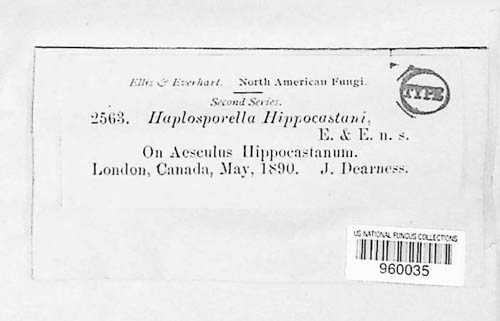 Ellis & Everhart. North American Fungi.
Second Series.
TYPE
2563. Haplosporella Hippocastani,
E. & E. n. s.
On Aesculus Hippocastanum.
London, Canada, May, 1890. J. Dearness.
US NATIONAL FUNGUS COLLECTIONS
960035